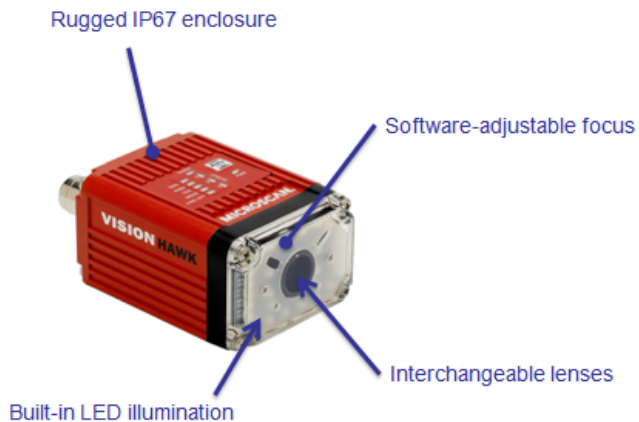 Rugged IP67 enclosure
Software-adjustable focus
MICROSCAN.
VISION HAWK
Interchangeable lenses
Built-in LED illumination